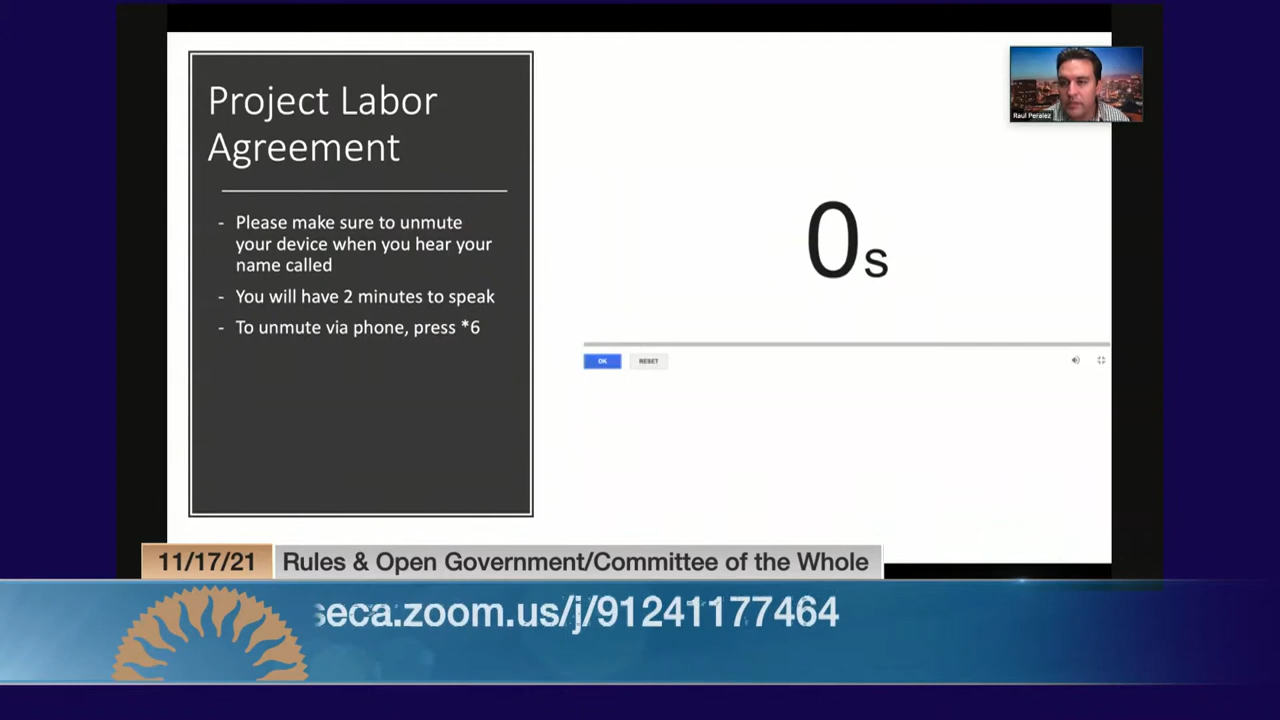 Project Labor
Agreement
- Please make sure to unmute
your device when you hear your
name called
- You will have 2 minutes to speak
- To unmute via phone, press *6
0s
OK RESET
Raul Peralez
11/17/21 Rules & Open Government/Committee of the Whole
seca.zoom.us/j/91241177464